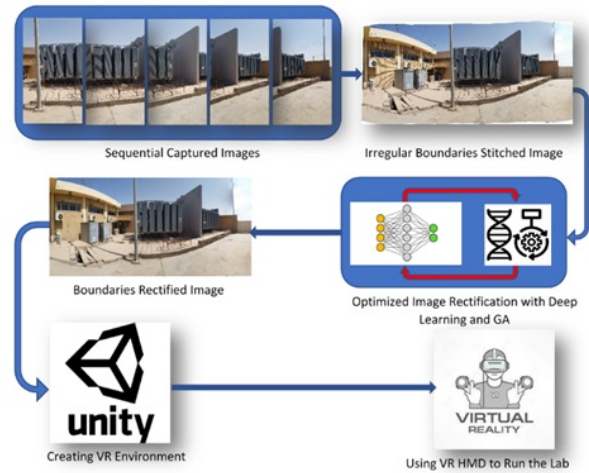 Sequential Captured Images
Irregular Boundaries Stitched Image
Optimized Image Rectification with Deep
Learning and GA
Boundaries Rectified Image
unity
Creating VR Environment
VIRTUAL
REALITY
Using VR HMD to Run the Lab